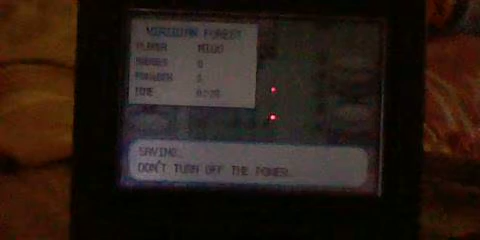 VIRIDIAN FOREST
PLAYER
BADGES 0
POKéDEX
TIME
SAVING...
DON'T TURN OFF THE POWER.